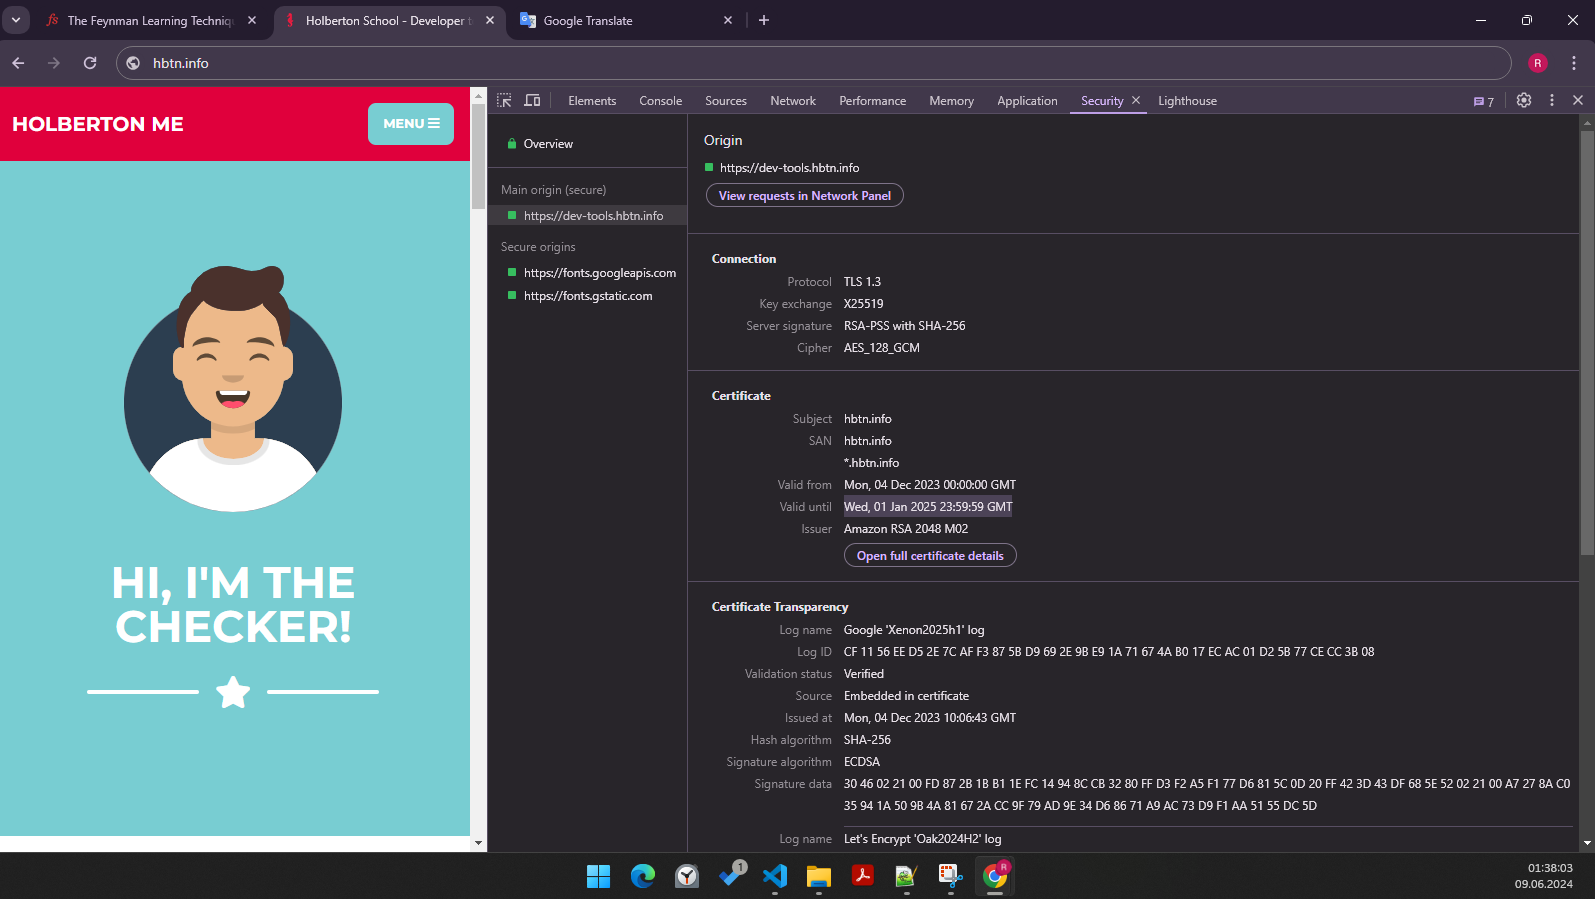 The Feynman Learning Techniqu
Holberton School - Developer t
Google Translate
hbtn.info
R
HOLBERTON ME
MENU
HI, I'M THE
CHECKER!
Elements Console Sources Network Performance Memory Application Security Lighthouse
7
Overview
Main origin (secure)
https://dev-tools.hbtn.info
Secure origins
https://fonts.googleapis.com
https://fonts.gstatic.com
Origin
https://dev-tools.hbtn.info
View requests in Network Panel
Connection
Protocol TLS 1.3
Key exchange X25519
Server signature RSA-PSS with SHA-256
Cipher AES_128_GCM
Certificate
Subject hbtn.info
SAN hbtn.info
*.hbtn.info
Valid from Mon, 04 Dec 2023 00:00:00 GMT
Valid until Wed, 01 Jan 2025 23:59:59 GMT
Issuer Amazon RSA 2048 M02
Open full certificate details
Certificate Transparency
Log name Google 'Xenon2025h1' log
Log ID CF 11 56 EE D5 2E 7C AF F3 87 5B D9 69 2E 9B E9 1A 71 67 4A B0 17 EC AC 01 D2 5B 77 CE CC 3B 08
Validation status Verified
Source Embedded in certificate
Issued at Mon, 04 Dec 2023 10:06:43 GMT
Hash algorithm SHA-256
Signature algorithm ECDSA
Signature data 30 46 02 21 00 FD 87 2B 1B B1 1E FC 14 94 8C CB 32 80 FF D3 F2 A5 F1 77 D6 81 5C 0D 20 FF 42 3D 43 DF 68 5E 52 02 21 00 A7 27 8A C0
35 94 1A 50 9B 4A 81 67 2A CC 9F 79 AD 9E 34 D6 86 71 A9 AC 73 D9 F1 AA 51 55 DC 5D
Log name Let's Encrypt 'Oak2024H2' log
1
R
01:38:03
09.06.2024